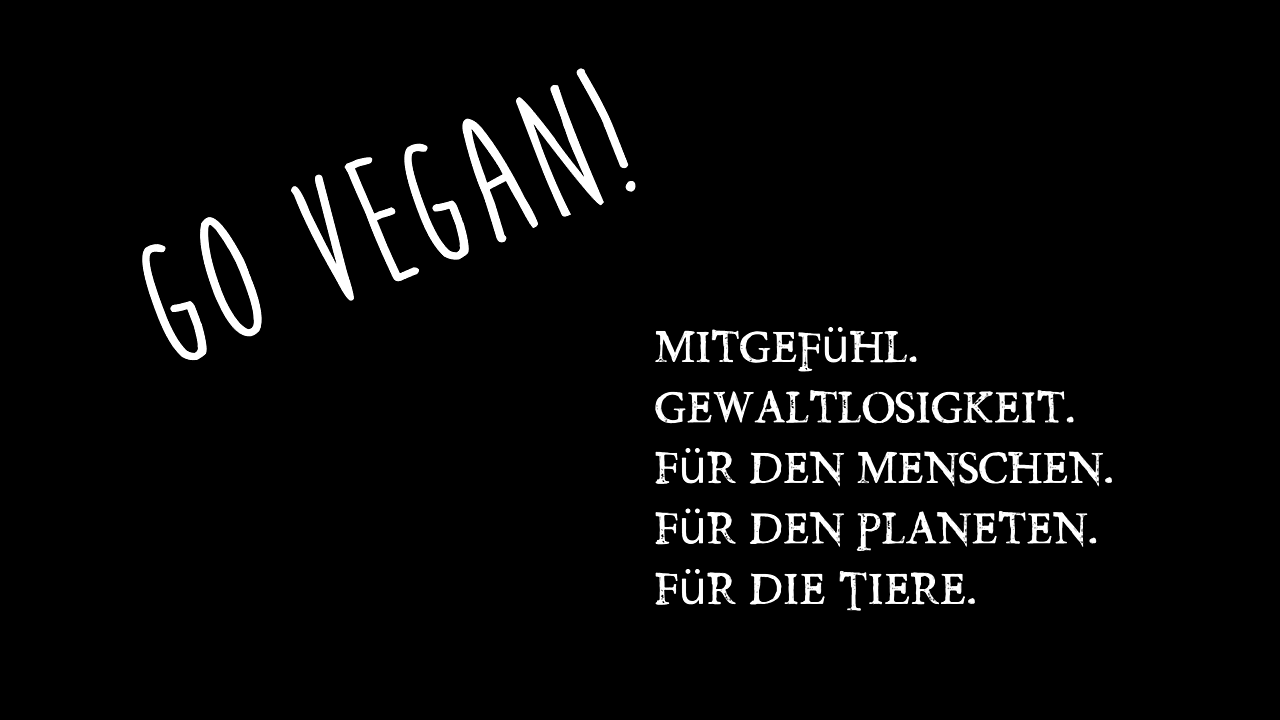 GO VEGAN!
MITGEFÜHL.
GEWALTLOSIGKEIT.
FÜR DEN MENSCHEN.
FÜR DEN PLANETEN.
FÜR DIE TIERE.